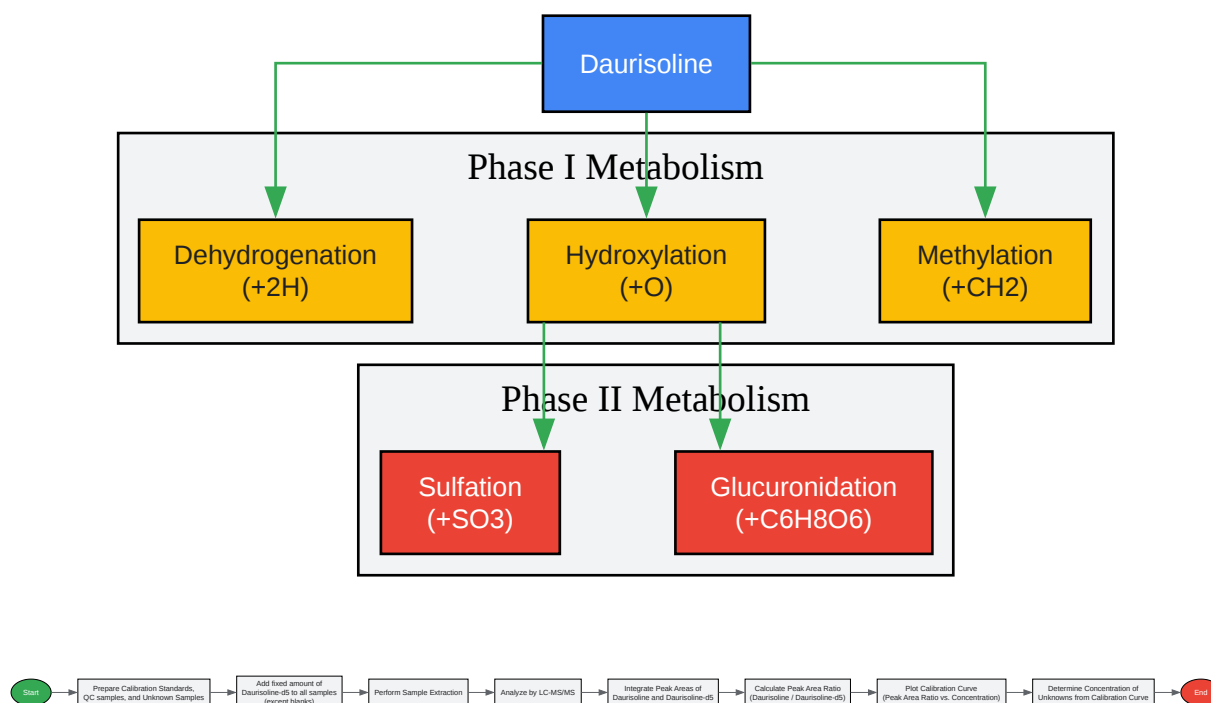 Daurisoline
Phase I Metabolism
Dehydrogenation
(+2H)
Hydroxylation
(+O)
Methylation
(+CH2)
Phase II Metabolism
Sulfation
(+SO3)
Glucuronidation
(+C6H8O6)
Start
Prepare Calibration Standards,
QC samples, and Unknown Samples
Add fixed amount of
Daurisoline-d5 to all samples
(except blanks)
Perform Sample Extraction
Analyze by LC-MS/MS
Integrate Peak Areas of
Daurisoline and Daurisoline-d5
Calculate Peak Area Ratio
(Daurisoline / Daurisoline-d5)
Plot Calibration Curve
(Peak Area Ratio vs. Concentration)
Determine Concentration of
Unknowns from Calibration Curve
End